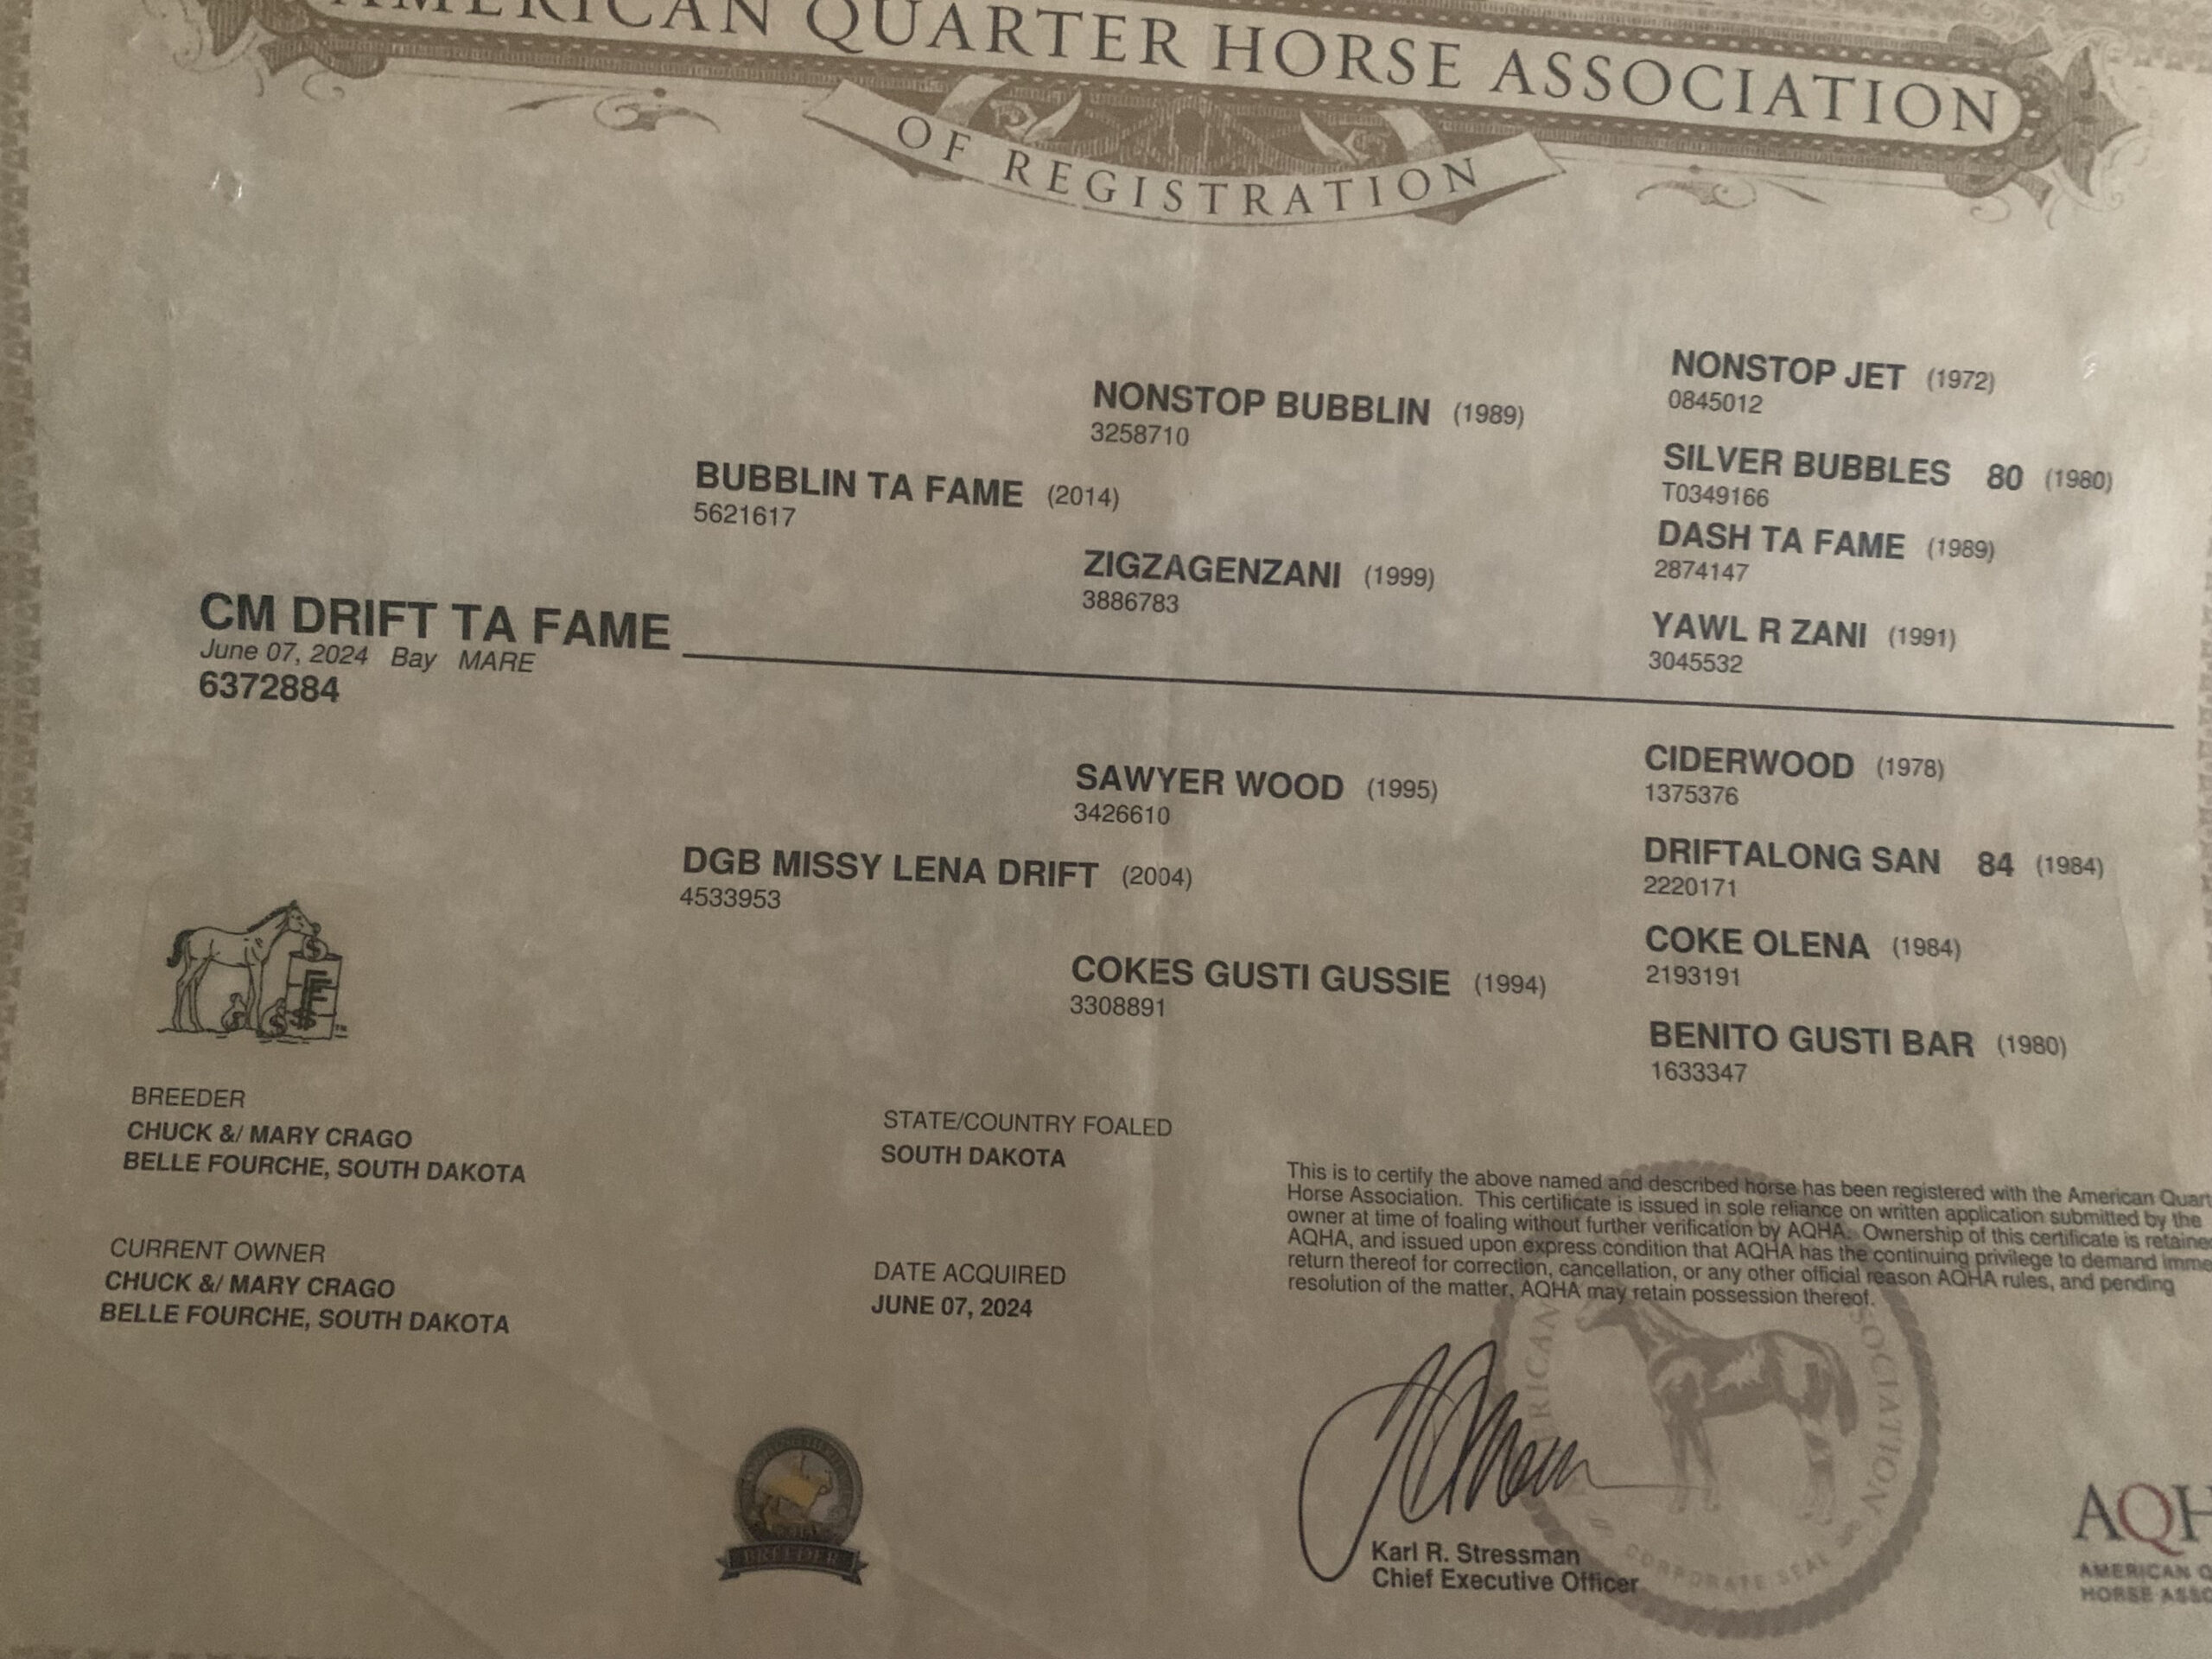 AMERICAN QUARTER HORSE ASSOCIATION
OF REGISTRATION
NONSTOP JET (1972)
0845012
NONSTOP BUBBLIN (1989)
3258710
SILVER BUBBLES 80 (1980)
T0349166
BUBBLIN TA FAME (2014)
5621617
DASH TA FAME (1989)
2874147
ZIGZAGENZANI (1999)
3886783
YAWL R ZANI (1991)
3045532
CM DRIFT TA FAME
June 07, 2024 Bay MARE
6372884
CIDERWOOD (1978)
1375376
SAWYER WOOD (1995)
3426610
DRIFTALONG SAN 84 (1984)
2220171
DGB MISSY LENA DRIFT (2004)
4533953
COKE OLENA (1984)
2193191
COKES GUSTI GUSSIE (1994)
3308891
BENITO GUSTI BAR (1980)
1633347
BREEDER
CHUCK &/ MARY CRAGO
BELLE FOURCHE, SOUTH DAKOTA
STATE/COUNTRY FOALED
SOUTH DAKOTA
CURRENT OWNER
CHUCK &/ MARY CRAGO
BELLE FOURCHE, SOUTH DAKOTA
DATE ACQUIRED
JUNE 07, 2024
This is to certify the above named and described horse has been registered with the American Quart
Horse Association. This certificate is issued in sole reliance on written application submitted by the
owner at time of foaling without further verification by AQHA. Ownership of this certificate is retaine
AQHA, and issued upon express condition that AQHA has the continuing privilege to demand imme
return thereof for correction, cancellation, or any other official reason AQHA rules, and pending
resolution of the matter, AQHA may retain possession thereof.
RICAN
SOCIATION
CORPORATE SEAL
Karl R. Stressman
Chief Executive Officer
BREEDER
AQH
AMERICAN Q
HORSE ASSO